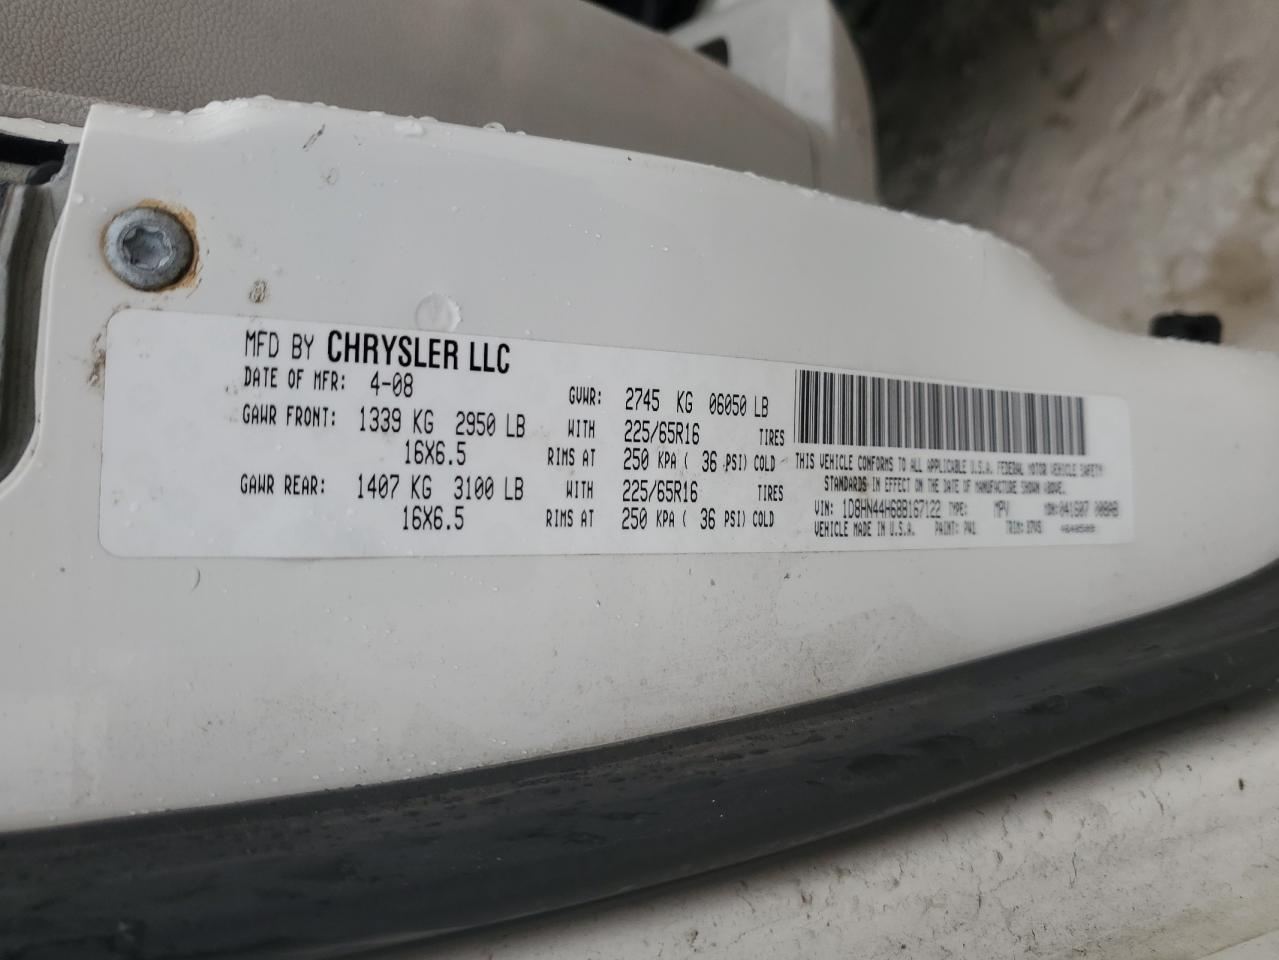 MFD BY CHRYSLER LLC
DATE OF MFR: 4-08 GVWR: 2745 KG 06050 LB
GAWR FRONT: 1339 KG 2950 LB WITH 225/65R16 TIRES
16X6.5 RIMS AT 250 KPA ( 36 PSI) COLD
GAWR REAR: 1407 KG 3100 LB WITH 225/65R16 TIRES
16X6.5 RIMS AT 250 KPA ( 36 PSI) COLD
THIS VEHICLE CONFORMS TO ALL APPLICABLE U.S.A. FEDERAL MOTOR VEHICLE SAFETY
STANDARDS IN EFFECT ON THE DATE OF MANUFACTURE SHOWN ABOVE.
VIN: 1D8HN44H68B167122 TYPE: MPV MDH: 041507 008AB
VEHICLE MADE IN U.S.A. PAINT: PW1 TRIM: